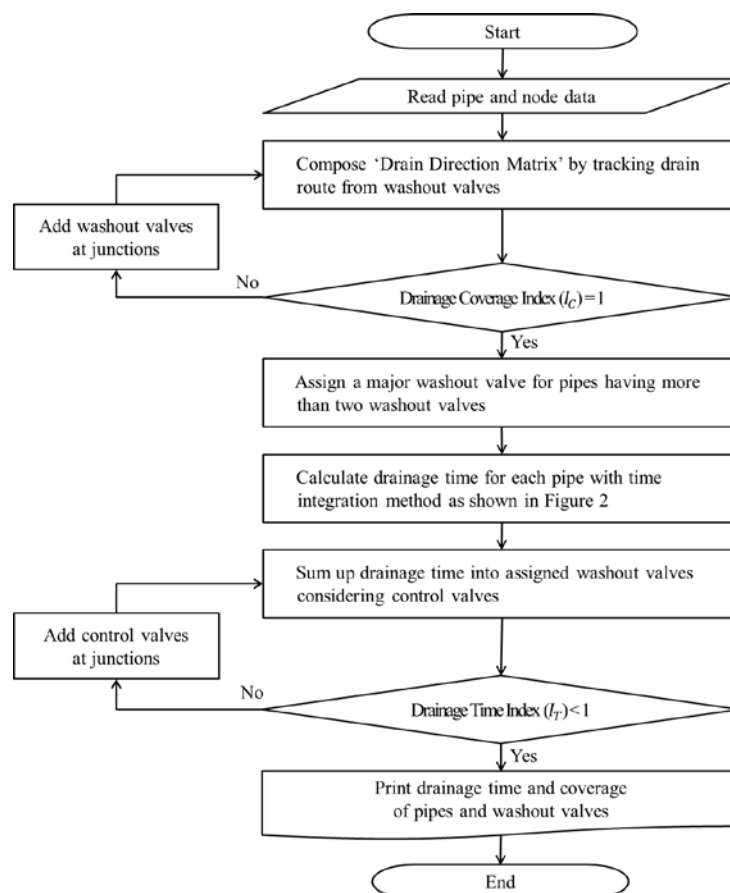 Start
Read pipe and node data
Compose ‘Drain Direction Matrix’ by tracking drain
route from washout valves
Add washout valves
at junctions
No
Drainage Coverage Index (I_C) = 1
Yes
Assign a major washout valve for pipes having more
than two washout valves
Calculate drainage time for each pipe with time
integration method as shown in Figure 2
Sum up drainage time into assigned washout valves
considering control valves
Add control valves
at junctions
No
Drainage Time Index (I_T) < 1
Yes
Print drainage time and coverage
of pipes and washout valves
End